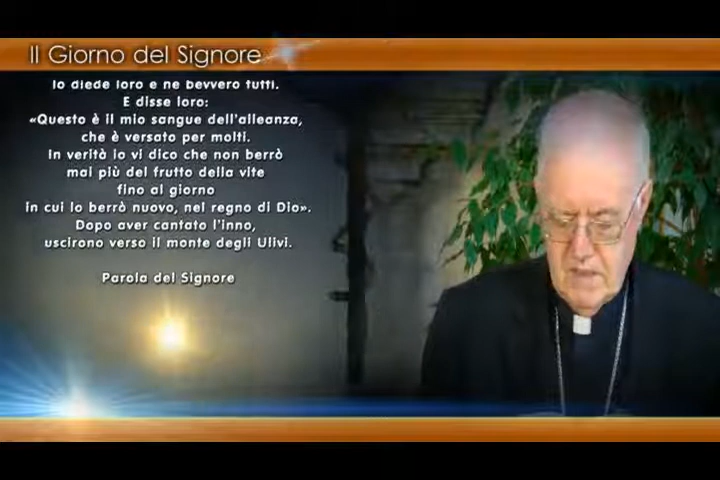 Il Giorno del Signore
lo diede loro e ne bevvero tutti.
E disse loro:
«Questo è il mio sangue dell'alleanza,
che è versato per molti.
In verità lo vi dico che non berrò
mai più del frutto della vite
fino al giorno
in cui lo berrò nuovo, nel regno di Dio».
Dopo aver cantato l'inno,
uscirono verso il monte degli Ulivi.
Parola del Signore